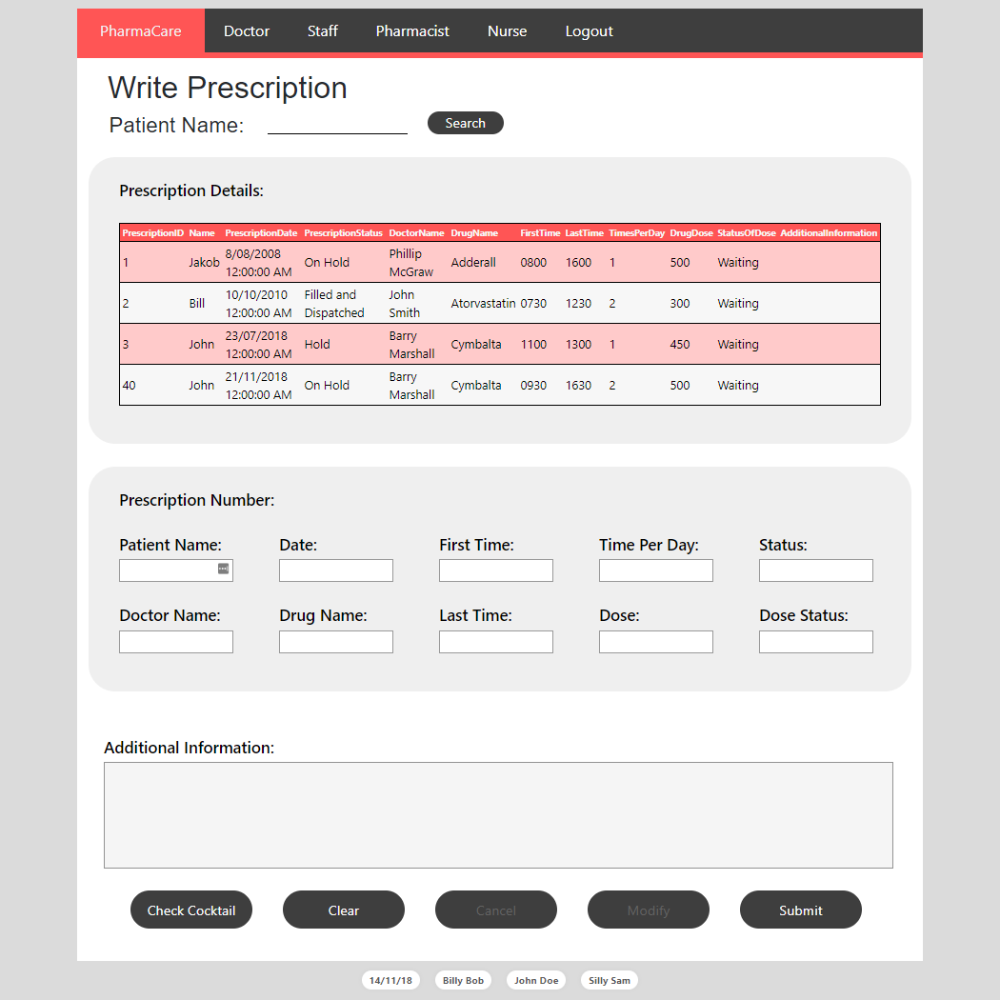 PharmaCare Doctor Staff Pharmacist Nurse Logout
Write Prescription
Patient Name: Search
Prescription Details:
PrescriptionID Name PrescriptionDate PrescriptionStatus DoctorName DrugName FirstTime LastTime TimesPerDay DrugDose StatusOfDose AdditionalInformation
1 Jakob 8/08/2008 12:00:00 AM On Hold Phillip McGraw Adderall 0800 1600 1 500 Waiting
2 Bill 10/10/2010 12:00:00 AM Filled and Dispatched John Smith Atorvastatin 0730 1230 2 300 Waiting
3 John 23/07/2018 12:00:00 AM Hold Barry Marshall Cymbalta 1100 1300 1 450 Waiting
40 John 21/11/2018 12:00:00 AM On Hold Barry Marshall Cymbalta 0930 1630 2 500 Waiting
Prescription Number:
Patient Name: Date: First Time: Time Per Day: Status:
Doctor Name: Drug Name: Last Time: Dose: Dose Status:
Additional Information:
Check Cocktail Clear Cancel Modify Submit
14/11/18 Billy Bob John Doe Silly Sam